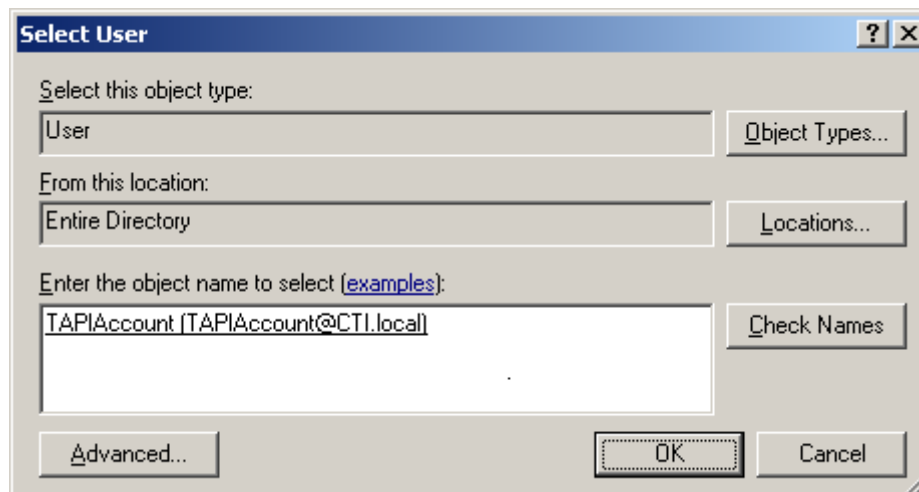 Select User
Select this object type:
User
Object Types...
From this location:
Entire Directory
Locations...
Enter the object name to select (examples):
TAPIAccount (TAPIAccount@CTI.local)
Check Names
Advanced...
OK
Cancel